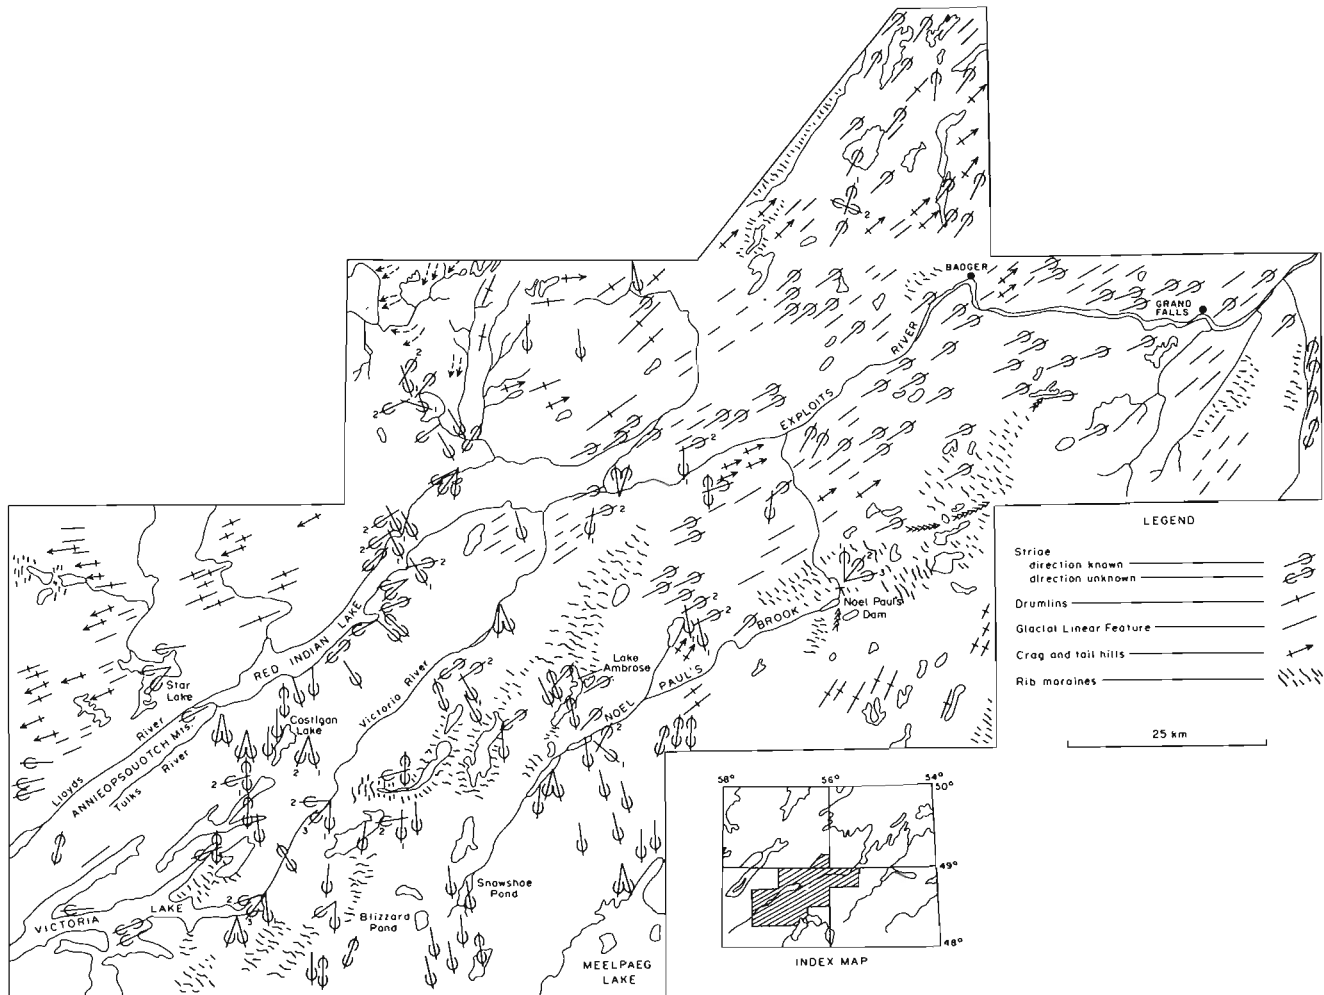 BADGER
GRAND
FALLS
RIVER
EXPLOITS
LEGEND
Striae
direction known
direction unknown
Drumlins
Glacial Linear Feature
Crag and tail hills
Rib moraines
25 km
Noel Paul's
Dam
BROOK
PAUL'S
NOEL
Lake
Ambrose
RED INDIAN LAKE
Victoria River
Star
Lake
Costigan
Lake
Lloyds River
ANNIEOPSQUOTCH Mts.
Tulks River
VICTORIA LAKE
Snowshoe
Pond
Blizzard
Pond
MEELPAEG
LAKE
58° 56° 54°
50°
49°
48°
INDEX MAP